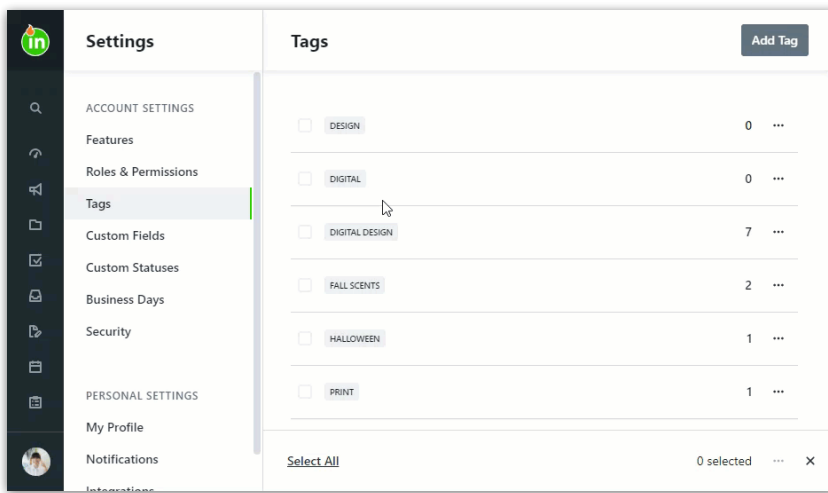 in
Settings
ACCOUNT SETTINGS
Features
Roles & Permissions
Tags
Custom Fields
Custom Statuses
Business Days
Security
PERSONAL SETTINGS
My Profile
Notifications
Integrations
Tags
Add Tag
DESIGN 0
DIGITAL 0
DIGITAL DESIGN 7
FALL SCENTS 2
HALLOWEEN 1
PRINT 1
Select All
0 selected